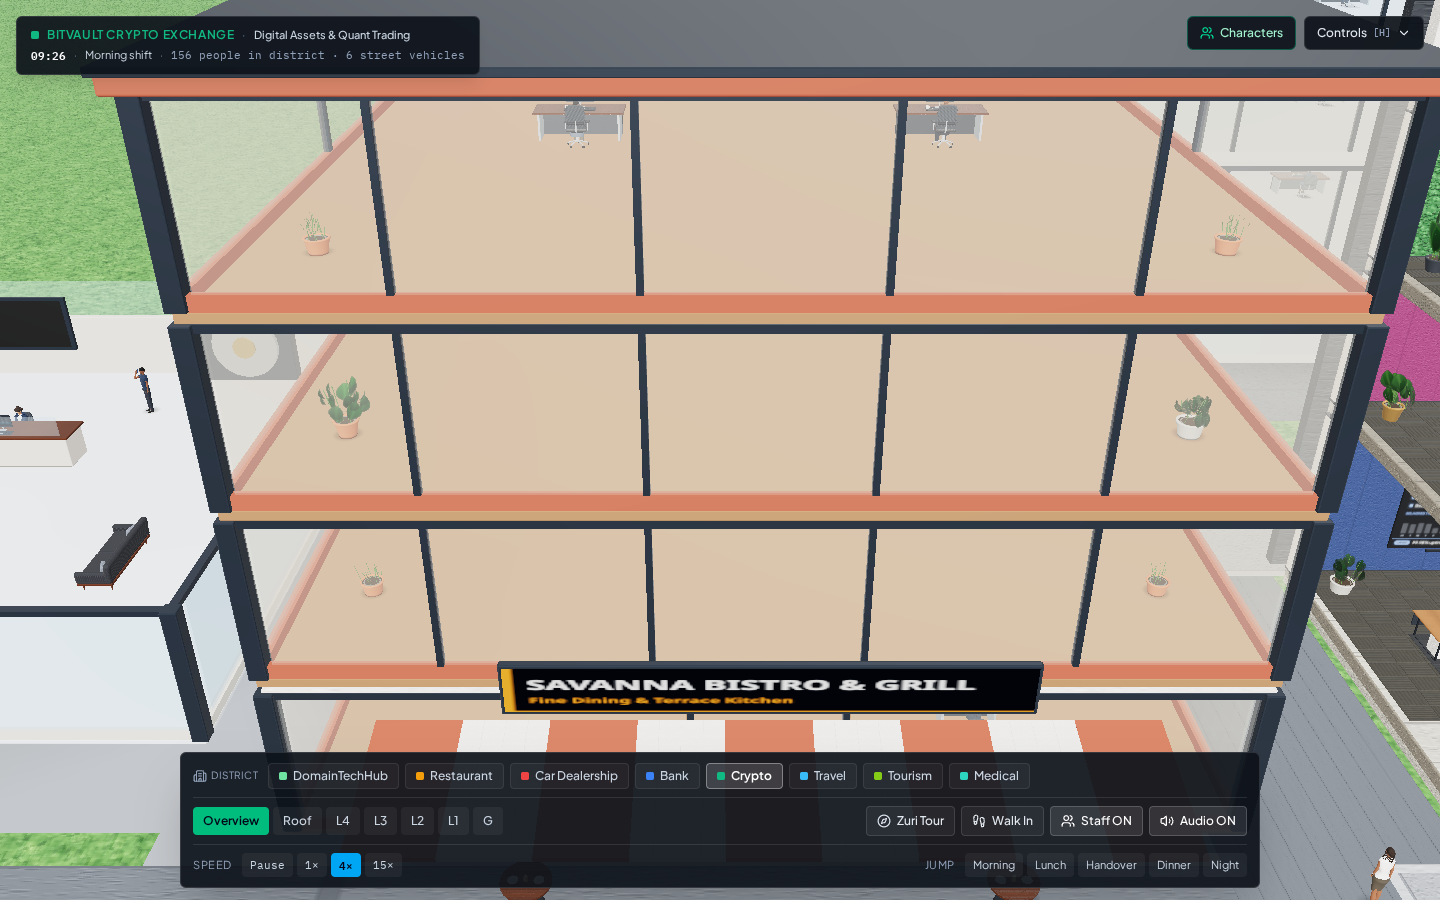 BITVAULT CRYPTO EXCHANGE · Digital Assets & Quant Trading
09:26 · Morning shift · 156 people in district · 6 street vehicles
Characters
Controls [H]
SAVANNA BISTRO & GRILL
Fine Dining & Terrace Kitchen
DISTRICT DomainTechHub Restaurant Car Dealership Bank Crypto Travel Tourism Medical
Overview Roof L4 L3 L2 L1 G Zuri Tour Walk In Staff ON Audio ON
SPEED Pause 1× 4× 15× JUMP Morning Lunch Handover Dinner Night